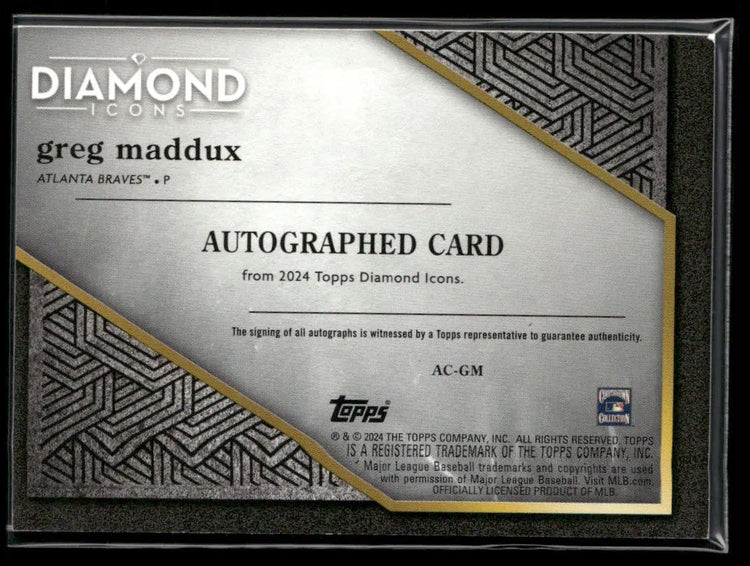 DIAMOND
ICONS
greg maddux
ATLANTA BRAVES™ • P
AUTOGRAPHED CARD
from 2024 Topps Diamond Icons.
The signing of all autographs is witnessed by a Topps representative to guarantee authenticity.
AC-GM
topps
COOPERSTOWN
COLLECTION
® & © 2024 THE TOPPS COMPANY, INC. ALL RIGHTS RESERVED. TOPPS
IS A REGISTERED TRADEMARK OF THE TOPPS COMPANY, INC.
Major League Baseball trademarks and copyrights are used
with permission of Major League Baseball. Visit MLB.com.
OFFICIALLY LICENSED PRODUCT OF MLB.